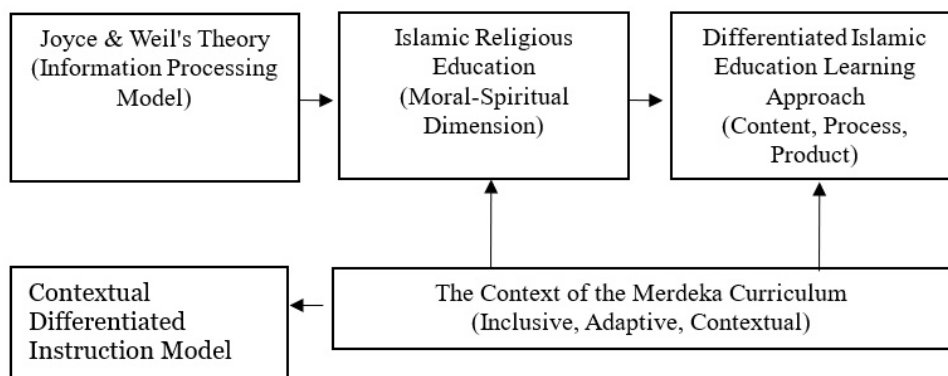 Joyce & Weil's Theory
(Information Processing
Model)
Islamic Religious
Education
(Moral-Spiritual
Dimension)
Differentiated Islamic
Education Learning
Approach
(Content, Process,
Product)
Contextual
Differentiated
Instruction Model
The Context of the Merdeka Curriculum
(Inclusive, Adaptive, Contextual)